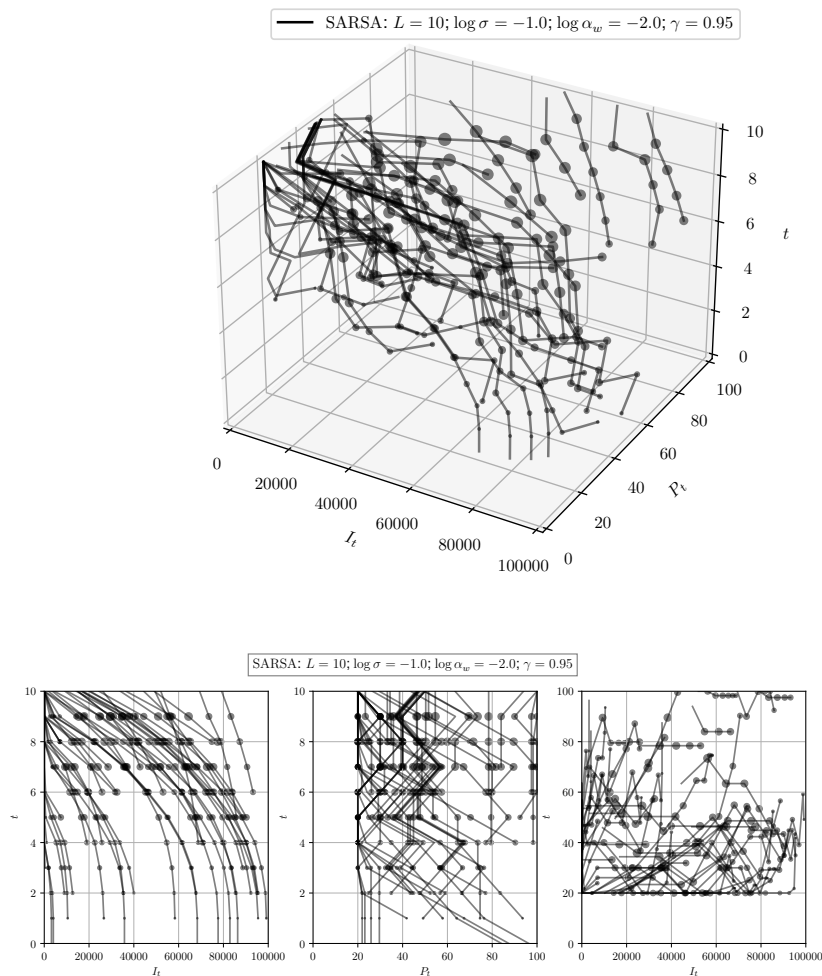 SARSA: L = 10; log σ = −1.0; log α_w = −2.0; γ = 0.95
10
8
6
4
2
0
t
100
80
60
40
20
0
P_t
0
20000
40000
60000
80000
100000
I_t
SARSA: L = 10; log σ = −1.0; log α_w = −2.0; γ = 0.95
10
8
6
4
2
0
t
0 20000 40000 60000 80000 100000
I_t
10
8
6
4
2
0
t
0 20 40 60 80 100
P_t
100
80
60
40
20
0
t
0 20000 40000 60000 80000 100000
I_t